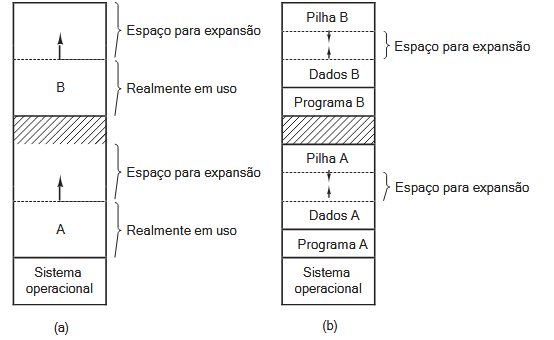 Espaço para expansão
B
Realmente em uso
Espaço para expansão
A
Realmente em uso
Sistema
operacional
(a)
Pilha B
Espaço para expansão
Dados B
Programa B
Pilha A
Espaço para expansão
Dados A
Programa A
Sistema
operacional
(b)